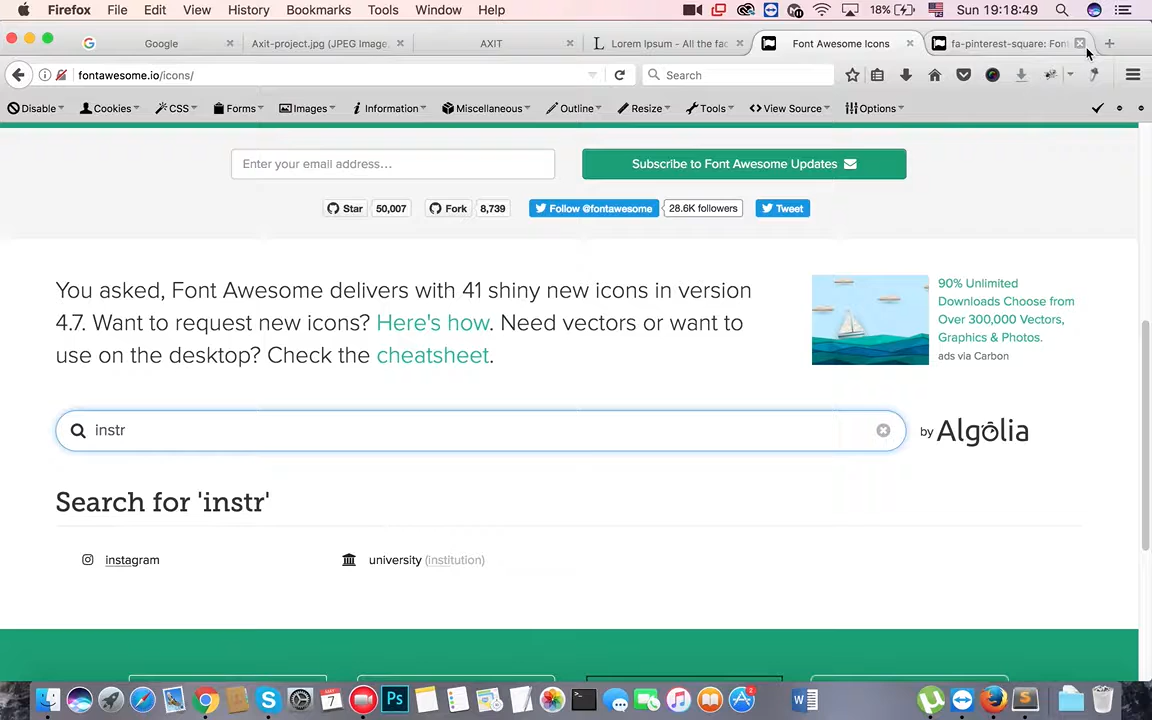 Firefox File Edit View History Bookmarks Tools Window Help 18% Sun 19:18:49
Google Axit-project.jpg (JPEG Image, AXIT Lorem Ipsum - All the fac Font Awesome Icons fa-pinterest-square: Font
fontawesome.io/icons/ Search
Disable Cookies CSS Forms Images Information Miscellaneous Outline Resize Tools View Source Options
Enter your email address... Subscribe to Font Awesome Updates
Star 50,007 Fork 8,739 Follow @fontawesome 28.6K followers Tweet
You asked, Font Awesome delivers with 41 shiny new icons in version
4.7. Want to request new icons? Here's how. Need vectors or want to
use on the desktop? Check the cheatsheet.
90% Unlimited
Downloads Choose from
Over 300,000 Vectors,
Graphics & Photos.
ads via Carbon
instr
by Algolia
Search for 'instr'
instagram university (institution)
7
Ps
2